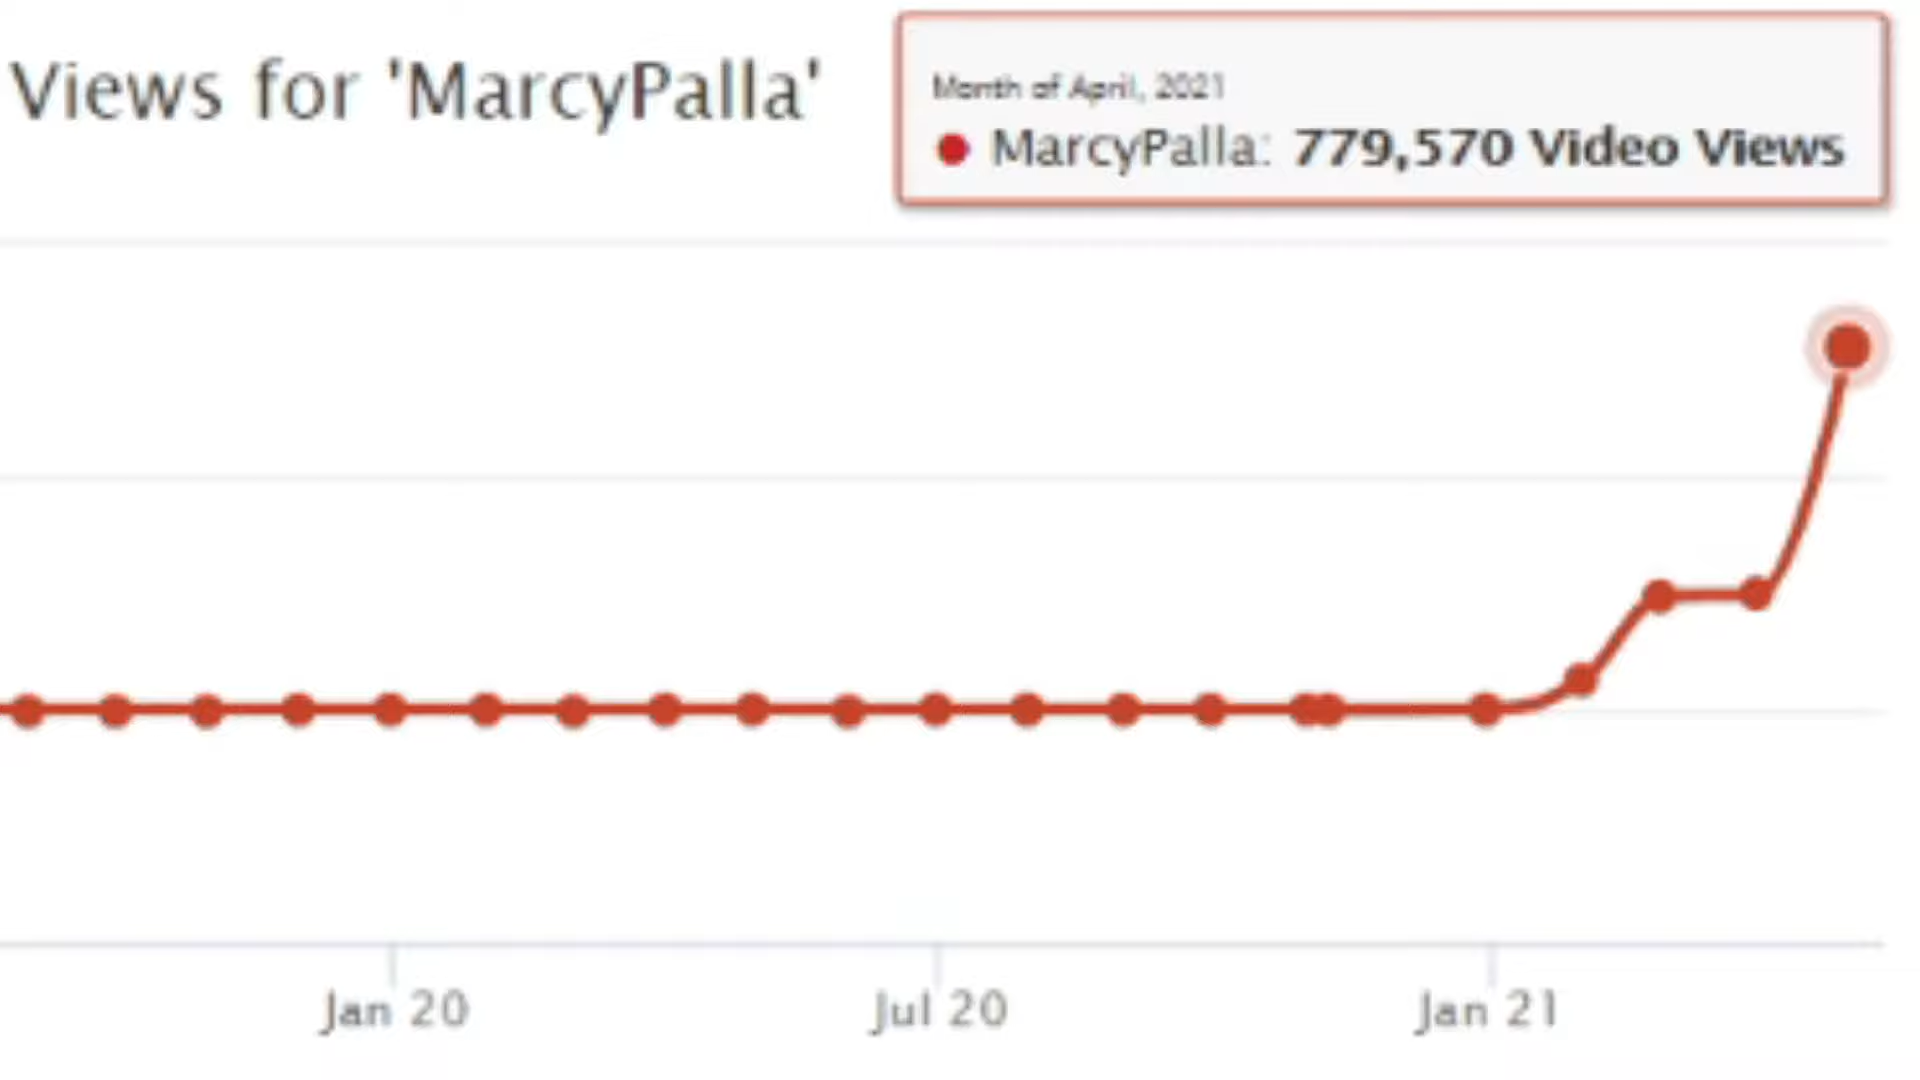 Views for 'MarcyPalla'
Month of April, 2021
MarcyPalla: 779,570 Video Views
Jan 20
Jul 20
Jan 21